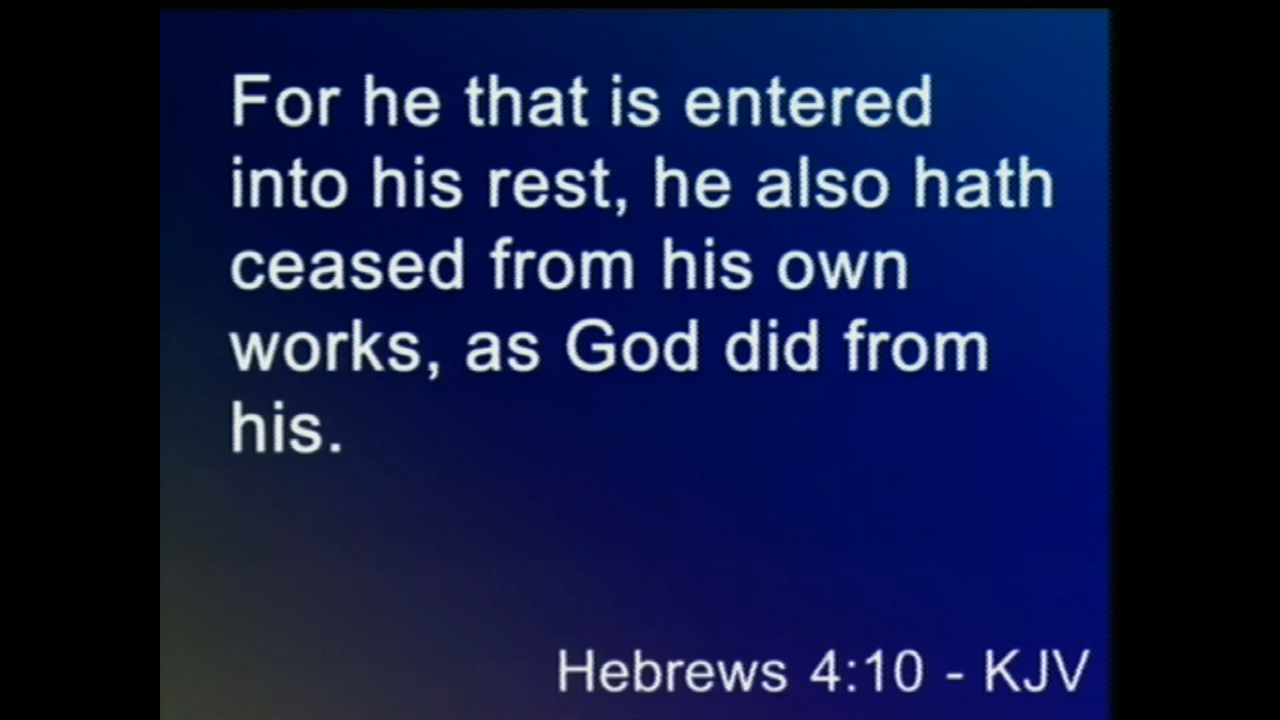 For he that is entered
into his rest, he also hath
ceased from his own
works, as God did from
his.
Hebrews 4:10 - KJV